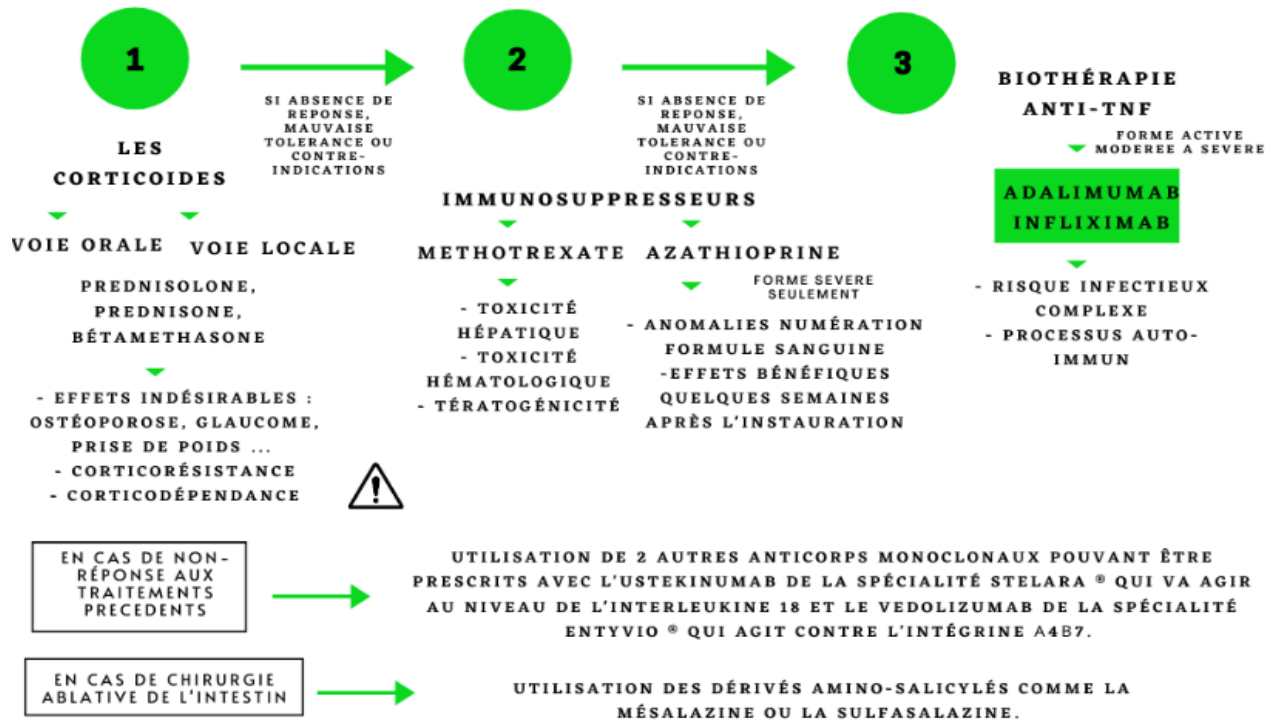 1
SI ABSENCE DE
REPONSE,
MAUVAISE
TOLERANCE OU
CONTRE-
INDICATIONS
LES
CORTICOIDES
VOIE ORALE
VOIE LOCALE
PREDNISOLONE,
PREDNISONE,
BÉTAMETHASONE
- EFFETS INDÉSIRABLES :
OSTÉOPOROSE, GLAUCOME,
PRISE DE POIDS ...
- CORTICORÉSISTANCE
- CORTICODÉPENDANCE
2
SI ABSENCE DE
REPONSE,
MAUVAISE
TOLERANCE OU
CONTRE-
INDICATIONS
IMMUNOSUPPRESSEURS
METHOTREXATE
- TOXICITÉ
HÉPATIQUE
- TOXICITÉ
HÉMATOLOGIQUE
- TÉRATOGÉNICITÉ
AZATHIOPRINE
FORME SEVERE
SEULEMENT
- ANOMALIES NUMÉRATION
FORMULE SANGUINE
-EFFETS BÉNÉFIQUES
QUELQUES SEMAINES
APRÈS L'INSTAURATION
3
BIOTHÉRAPIE
ANTI-TNF
FORME ACTIVE
MODEREE A SEVERE
ADALIMUMAB
INFLIXIMAB
- RISQUE INFECTIEUX
COMPLEXE
- PROCESSUS AUTO-
IMMUN
EN CAS DE NON-
RÉPONSE AUX
TRAITEMENTS
PRECEDENTS
UTILISATION DE 2 AUTRES ANTICORPS MONOCLONAUX POUVANT ÊTRE
PRESCRITS AVEC L'USTEKINUMAB DE LA SPÉCIALITÉ STELARA ® QUI VA AGIR
AU NIVEAU DE L'INTERLEUKINE 18 ET LE VEDOLIZUMAB DE LA SPÉCIALITÉ
ENTYVIO ® QUI AGIT CONTRE L'INTÉGRINE A4B7.
EN CAS DE CHIRURGIE
ABLATIVE DE L'INTESTIN
UTILISATION DES DÉRIVÉS AMINO-SALICYLÉS COMME LA
MÉSALAZINE OU LA SULFASALAZINE.